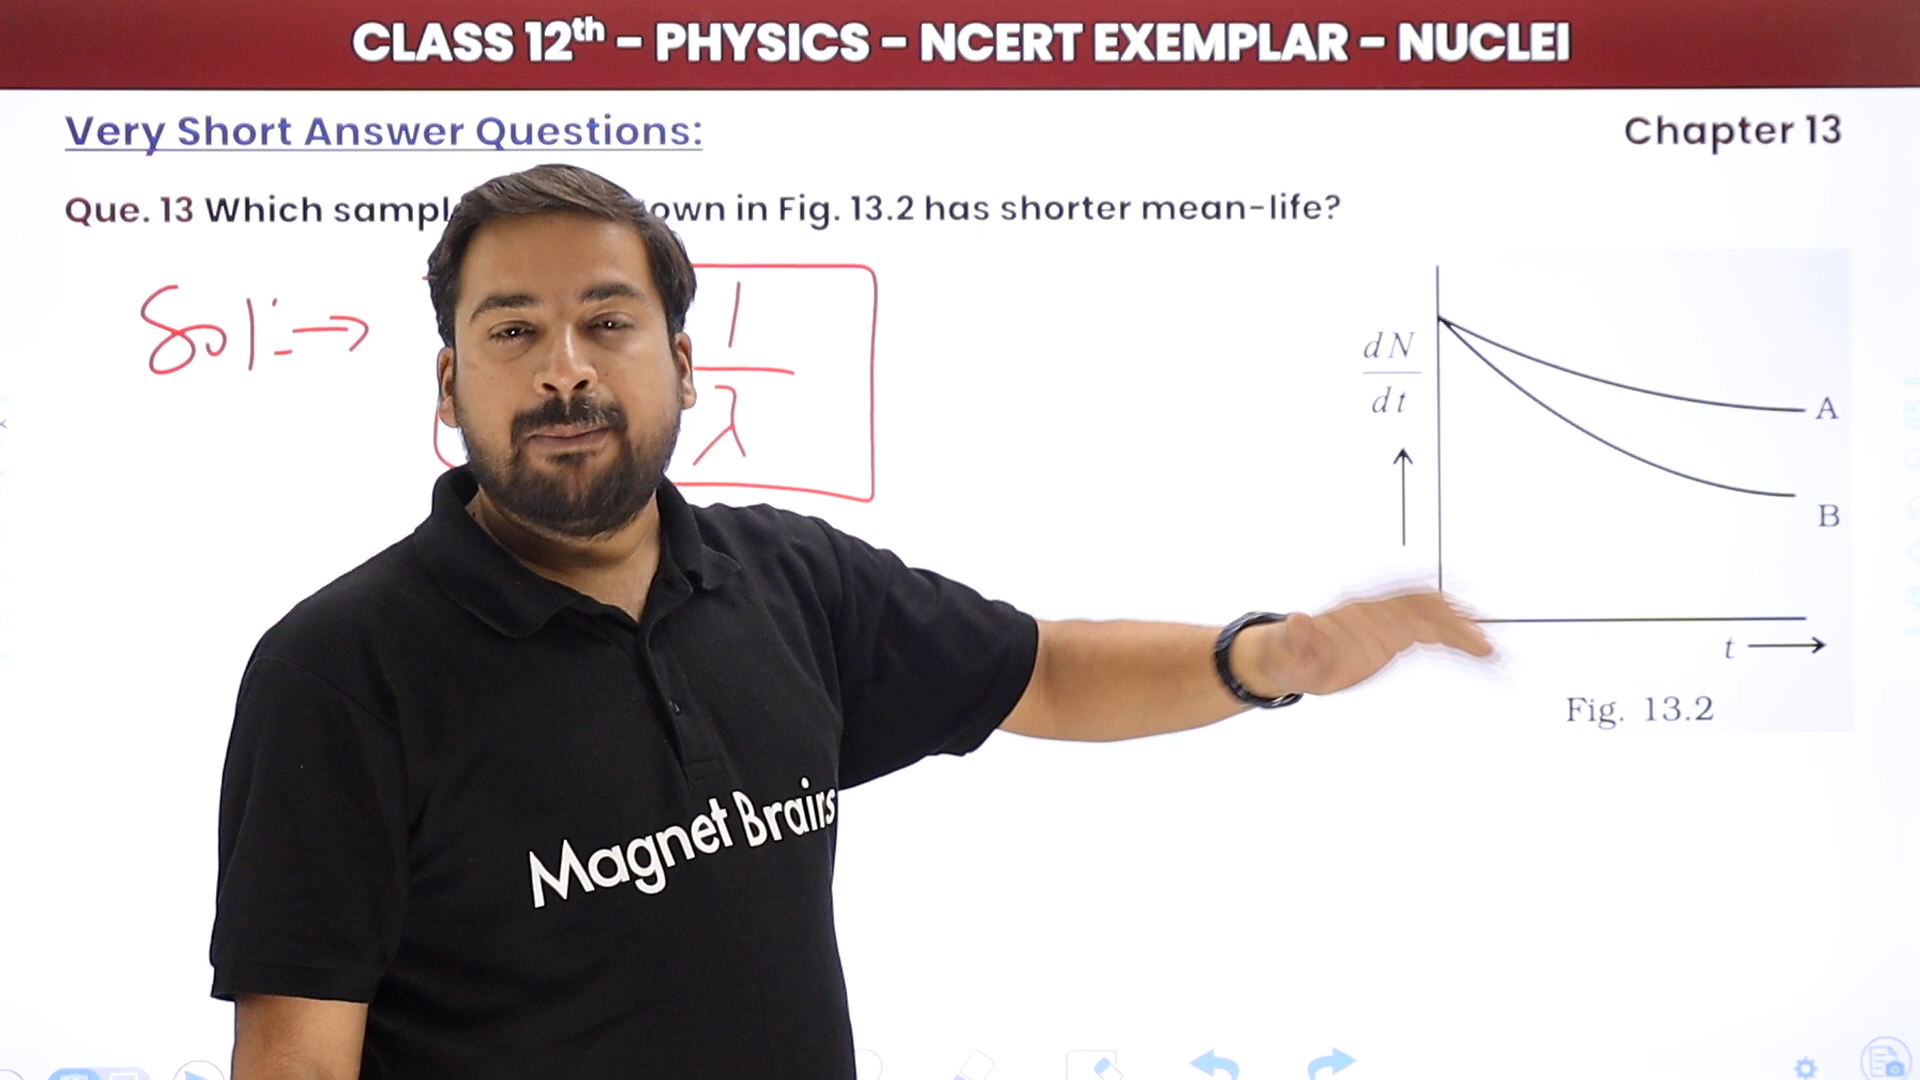 CLASS 12th - PHYSICS - NCERT EXEMPLAR - NUCLEI
Very Short Answer Questions:
Chapter 13
Que. 13 Which sampl own in Fig. 13.2 has shorter mean-life?
Sol:→
1
λ
dN
dt
A
B
t
Fig. 13.2
Magnet Brains